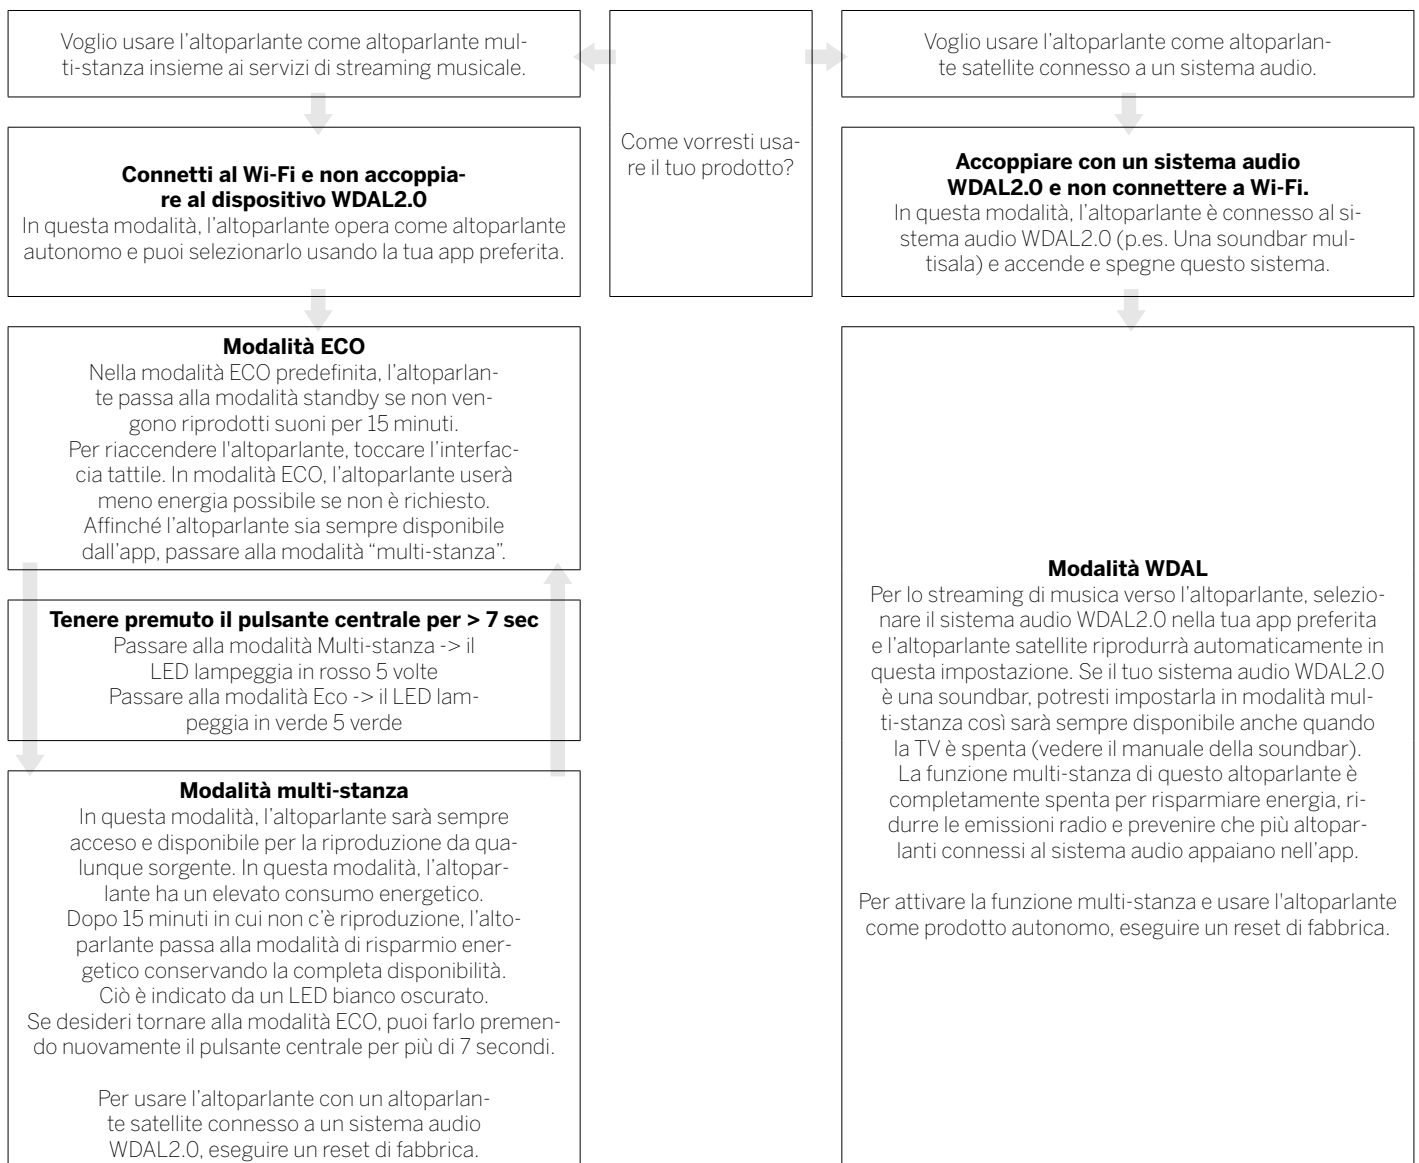 Voglio usare l'altoparlante come altoparlante mul-
ti-stanza insieme ai servizi di streaming musicale.
Connetti al Wi-Fi e non accoppia-
re al dispositivo WDAL2.0
In questa modalità, l'altoparlante opera come altoparlante
autonomo e puoi selezionarlo usando la tua app preferita.
Modalità ECO
Nella modalità ECO predefinita, l'altoparlan-
te passa alla modalità standby se non ven-
gono riprodotti suoni per 15 minuti.
Per riaccendere l'altoparlante, toccare l'interfac-
cia tattile. In modalità ECO, l'altoparlante userà
meno energia possibile se non è richiesto.
Affinché l'altoparlante sia sempre disponibile
dall'app, passare alla modalità “multi-stanza”.
Tenere premuto il pulsante centrale per > 7 sec
Passare alla modalità Multi-stanza -> il
LED lampeggia in rosso 5 volte
Passare alla modalità Eco -> il LED lam-
peggia in verde 5 verde
Modalità multi-stanza
In questa modalità, l'altoparlante sarà sempre
acceso e disponibile per la riproduzione da qua-
lunque sorgente. In questa modalità, l'altopar-
lante ha un elevato consumo energetico.
Dopo 15 minuti in cui non c'è riproduzione, l'alto-
parlante passa alla modalità di risparmio ener-
getico conservando la completa disponibilità.
Ciò è indicato da un LED bianco oscurato.
Se desideri tornare alla modalità ECO, puoi farlo premen-
do nuovamente il pulsante centrale per più di 7 secondi.
Per usare l'altoparlante con un altoparlan-
te satellite connesso a un sistema audio
WDAL2.0, eseguire un reset di fabbrica.
Come vorresti usa-
re il tuo prodotto?
Voglio usare l'altoparlante come altoparlan-
te satellite connesso a un sistema audio.
Accoppiare con un sistema audio
WDAL2.0 e non connettere a Wi-Fi.
In questa modalità, l'altoparlante è connesso al si-
stema audio WDAL2.0 (p.es. Una soundbar mul-
tisala) e accende e spegne questo sistema.
Modalità WDAL
Per lo streaming di musica verso l'altoparlante, selezio-
nare il sistema audio WDAL2.0 nella tua app preferita
e l'altoparlante satellite riprodurrà automaticamente in
questa impostazione. Se il tuo sistema audio WDAL2.0
è una soundbar, potresti impostarla in modalità mul-
ti-stanza così sarà sempre disponibile anche quando
la TV è spenta (vedere il manuale della soundbar).
La funzione multi-stanza di questo altoparlante è
completamente spenta per risparmiare energia, ri-
durre le emissioni radio e prevenire che più altopar-
lanti connessi al sistema audio appaiano nell'app.
Per attivare la funzione multi-stanza e usare l'altoparlante
come prodotto autonomo, eseguire un reset di fabbrica.